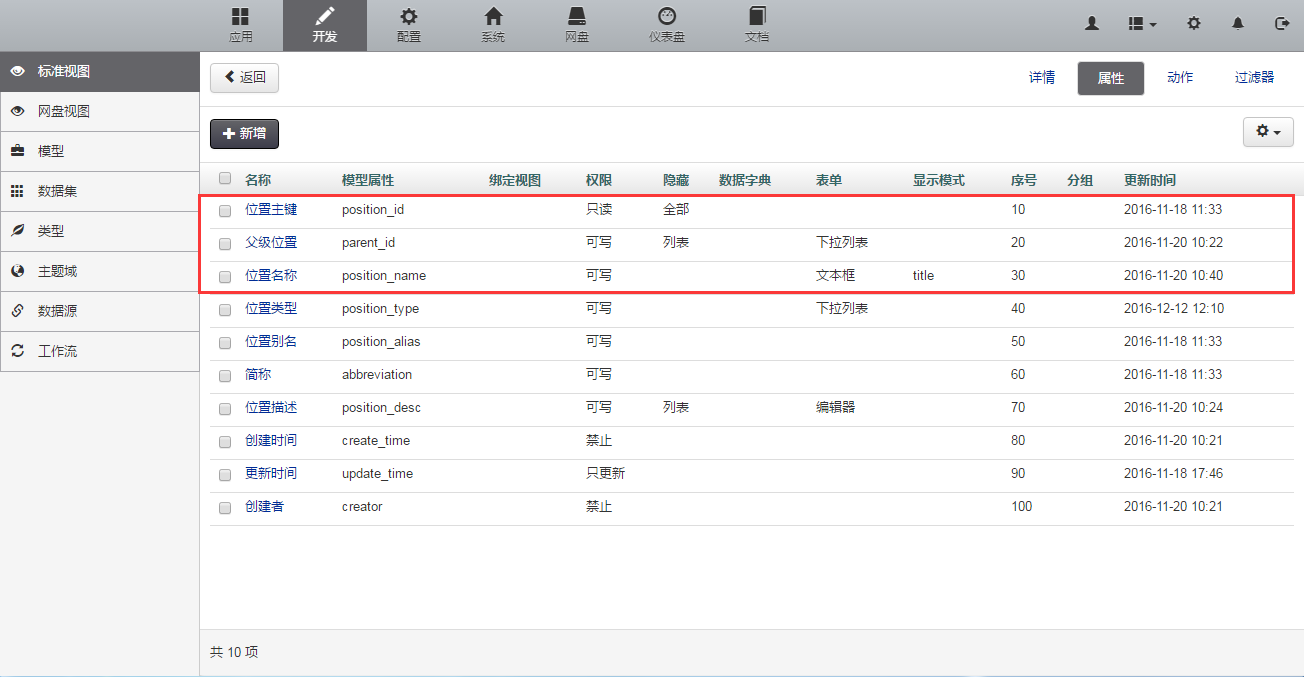 应用 开发 配置 系统 网盘 仪表盘 文档
标准视图
网盘视图
模型
数据集
类型
主题域
数据源
工作流
返回 详情 属性 动作 过滤器
新增
名称 模型属性 绑定视图 权限 隐藏 数据字典 表单 显示模式 序号 分组 更新时间
位置主键 position_id 只读 全部 10 2016-11-18 11:33
父级位置 parent_id 可写 列表 下拉列表 20 2016-11-20 10:22
位置名称 position_name 可写 文本框 title 30 2016-11-20 10:40
位置类型 position_type 可写 下拉列表 40 2016-12-12 12:10
位置别名 position_alias 可写 50 2016-11-18 11:33
简称 abbreviation 可写 60 2016-11-18 11:33
位置描述 position_desc 可写 列表 编辑器 70 2016-11-20 10:24
创建时间 create_time 禁止 80 2016-11-20 10:21
更新时间 update_time 只更新 90 2016-11-18 17:46
创建者 creator 禁止 100 2016-11-20 10:21
共 10 项